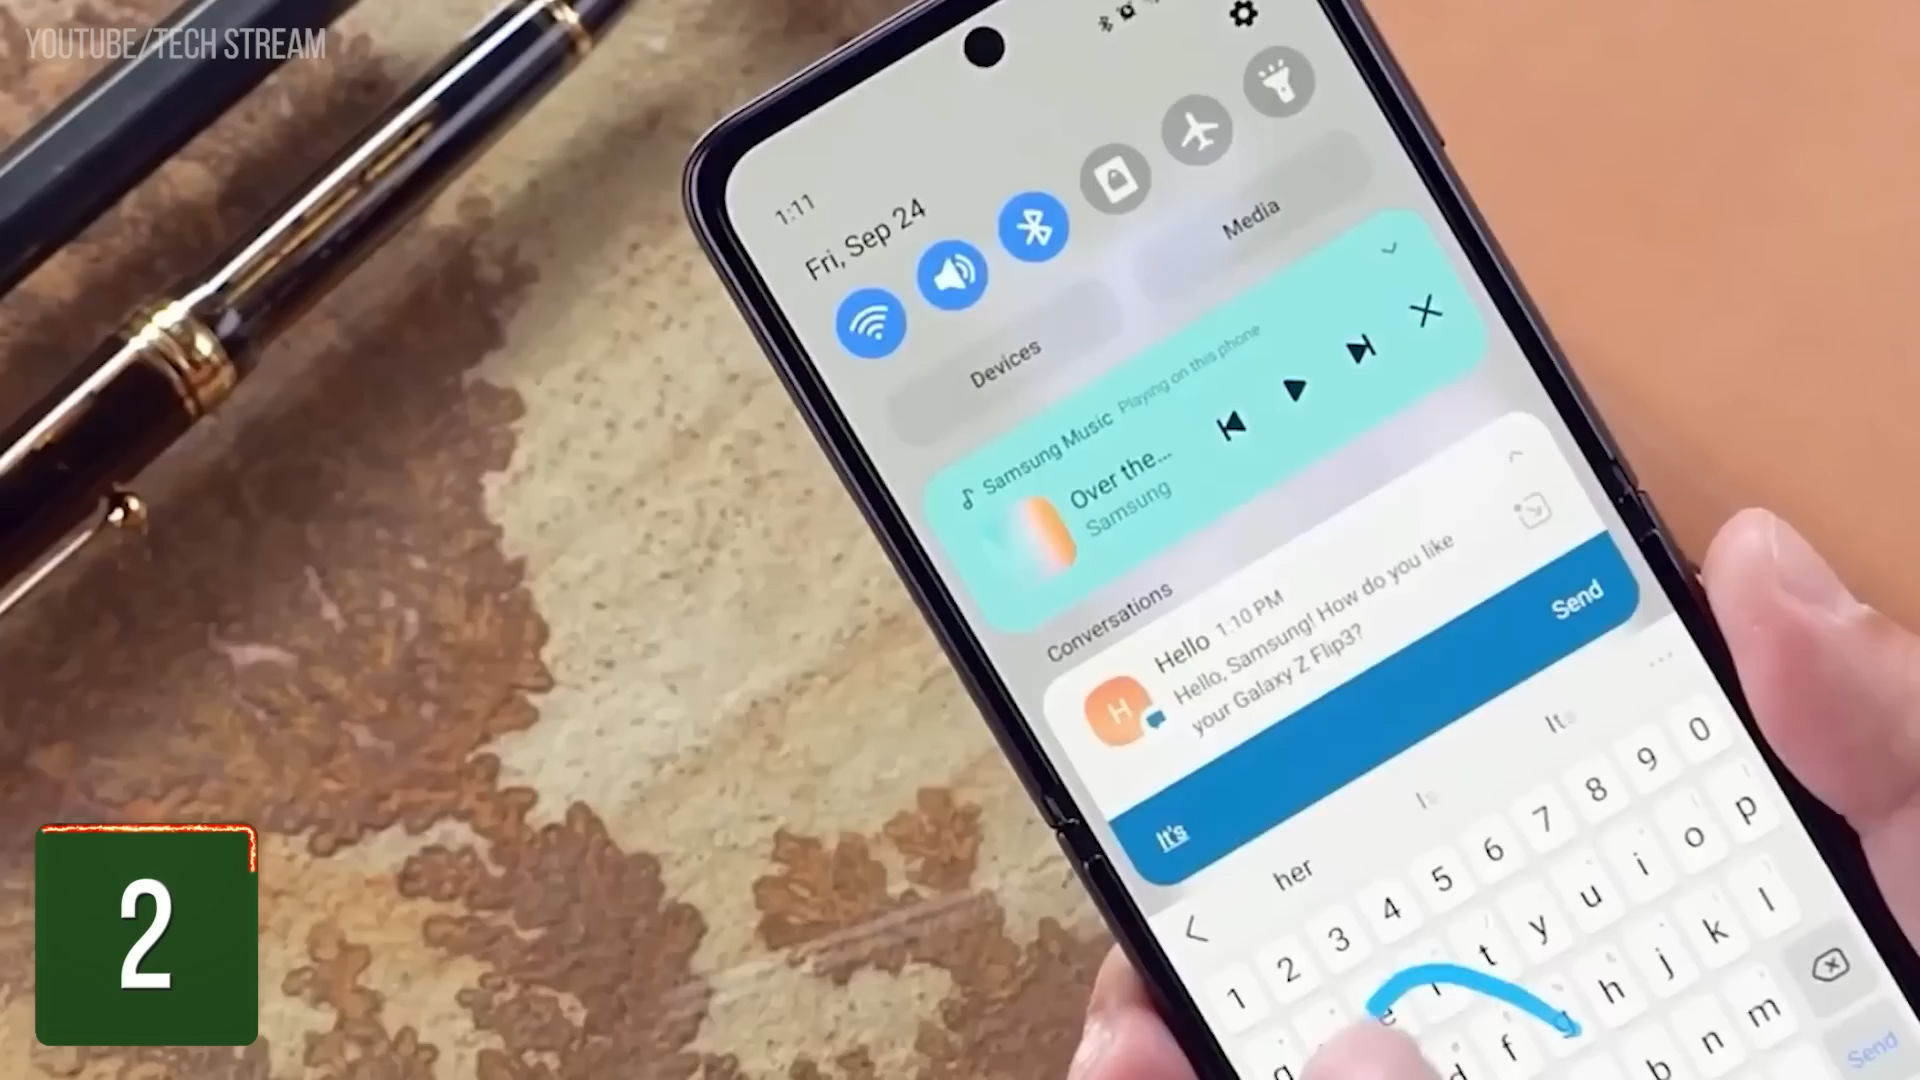 YOUTUBE/TECH STREAM
1:11
Fri, Sep 24
Devices
Media
Samsung Music Playing on this phone
Over the...
Samsung
Conversations
H
Hello 1:10 PM
Hello, Samsung! How do you like
your Galaxy Z Flip3?
It's
Send
her
1 2 3 4 5 6 7 8 9 0
e t y u i o p
f g h j k l
b n m
Send
2